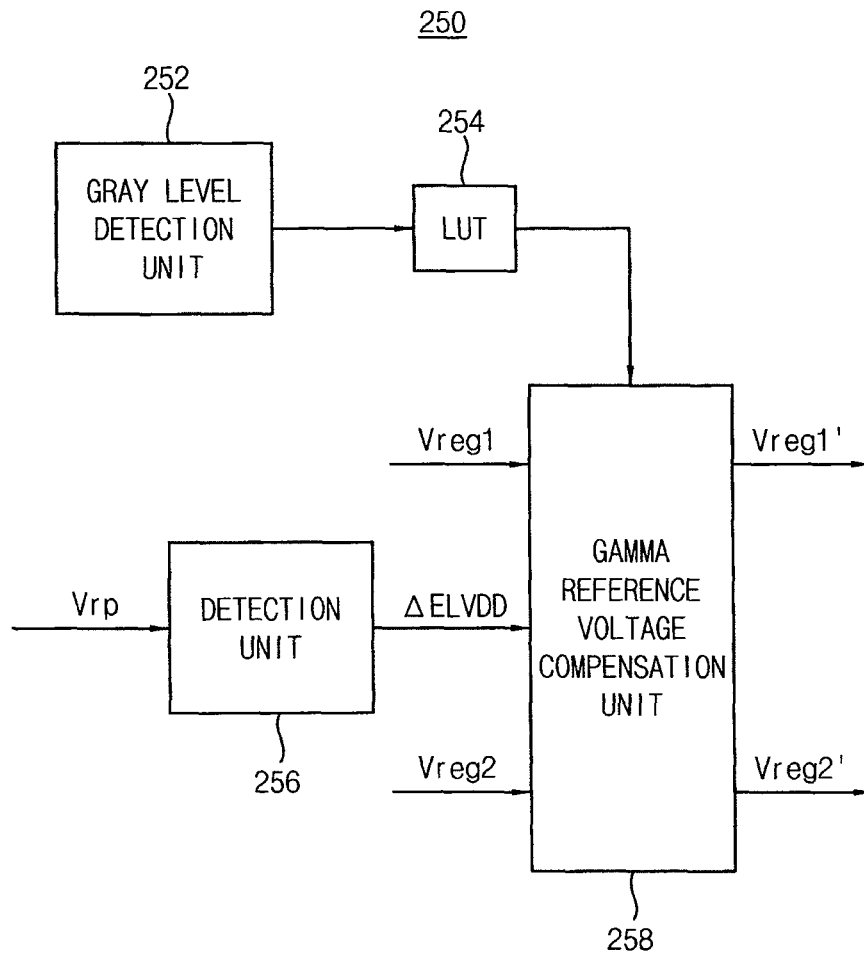 250
252
254
GRAY LEVEL
DETECTION
UNIT
LUT
Vreg1
Vreg1'
Vrp
DETECTION
UNIT
ΔELVDD
GAMMA
REFERENCE
VOLTAGE
COMPENSATION
UNIT
256
Vreg2
Vreg2'
258